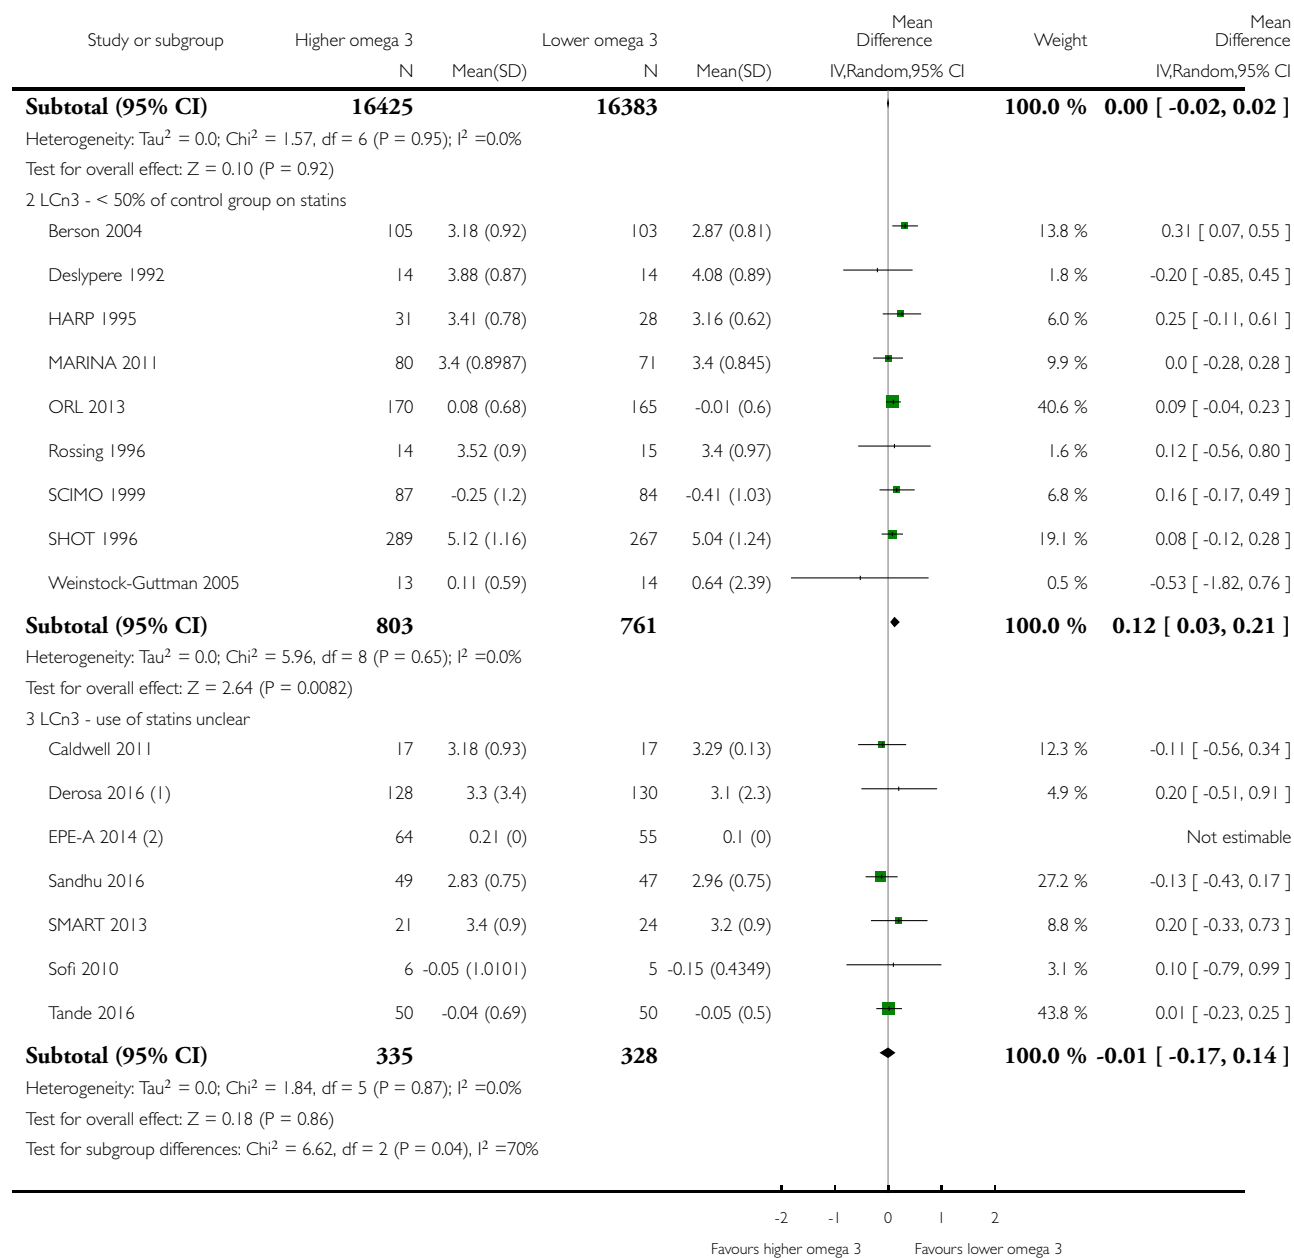 Study or subgroup Higher omega 3 Lower omega 3 Mean Difference Weight Mean Difference
N Mean(SD) N Mean(SD) IV,Random,95% CI IV,Random,95% CI
Subtotal (95% CI) 16425 16383 100.0 % 0.00 [ -0.02, 0.02 ]
Heterogeneity: Tau² = 0.0; Chi² = 1.57, df = 6 (P = 0.95); I² =0.0%
Test for overall effect: Z = 0.10 (P = 0.92)
2 LCn3 - < 50% of control group on statins
Berson 2004 105 3.18 (0.92) 103 2.87 (0.81) 13.8 % 0.31 [ 0.07, 0.55 ]
Deslypere 1992 14 3.88 (0.87) 14 4.08 (0.89) 1.8 % -0.20 [ -0.85, 0.45 ]
HARP 1995 31 3.41 (0.78) 28 3.16 (0.62) 6.0 % 0.25 [ -0.11, 0.61 ]
MARINA 2011 80 3.4 (0.8987) 71 3.4 (0.845) 9.9 % 0.0 [ -0.28, 0.28 ]
ORL 2013 170 0.08 (0.68) 165 -0.01 (0.6) 40.6 % 0.09 [ -0.04, 0.23 ]
Rossing 1996 14 3.52 (0.9) 15 3.4 (0.97) 1.6 % 0.12 [ -0.56, 0.80 ]
SCIMO 1999 87 -0.25 (1.2) 84 -0.41 (1.03) 6.8 % 0.16 [ -0.17, 0.49 ]
SHOT 1996 289 5.12 (1.16) 267 5.04 (1.24) 19.1 % 0.08 [ -0.12, 0.28 ]
Weinstock-Guttman 2005 13 0.11 (0.59) 14 0.64 (2.39) 0.5 % -0.53 [ -1.82, 0.76 ]
Subtotal (95% CI) 803 761 100.0 % 0.12 [ 0.03, 0.21 ]
Heterogeneity: Tau² = 0.0; Chi² = 5.96, df = 8 (P = 0.65); I² =0.0%
Test for overall effect: Z = 2.64 (P = 0.0082)
3 LCn3 - use of statins unclear
Caldwell 2011 17 3.18 (0.93) 17 3.29 (0.13) 12.3 % -0.11 [ -0.56, 0.34 ]
Derosa 2016 (1) 128 3.3 (3.4) 130 3.1 (2.3) 4.9 % 0.20 [ -0.51, 0.91 ]
EPE-A 2014 (2) 64 0.21 (0) 55 0.1 (0) Not estimable
Sandhu 2016 49 2.83 (0.75) 47 2.96 (0.75) 27.2 % -0.13 [ -0.43, 0.17 ]
SMART 2013 21 3.4 (0.9) 24 3.2 (0.9) 8.8 % 0.20 [ -0.33, 0.73 ]
Sofi 2010 6 -0.05 (1.0101) 5 -0.15 (0.4349) 3.1 % 0.10 [ -0.79, 0.99 ]
Tande 2016 50 -0.04 (0.69) 50 -0.05 (0.5) 43.8 % 0.01 [ -0.23, 0.25 ]
Subtotal (95% CI) 335 328 100.0 % -0.01 [ -0.17, 0.14 ]
Heterogeneity: Tau² = 0.0; Chi² = 1.84, df = 5 (P = 0.87); I² =0.0%
Test for overall effect: Z = 0.18 (P = 0.86)
Test for subgroup differences: Chi² = 6.62, df = 2 (P = 0.04), I² =70%
-2 -1 0 1 2
Favours higher omega 3 Favours lower omega 3